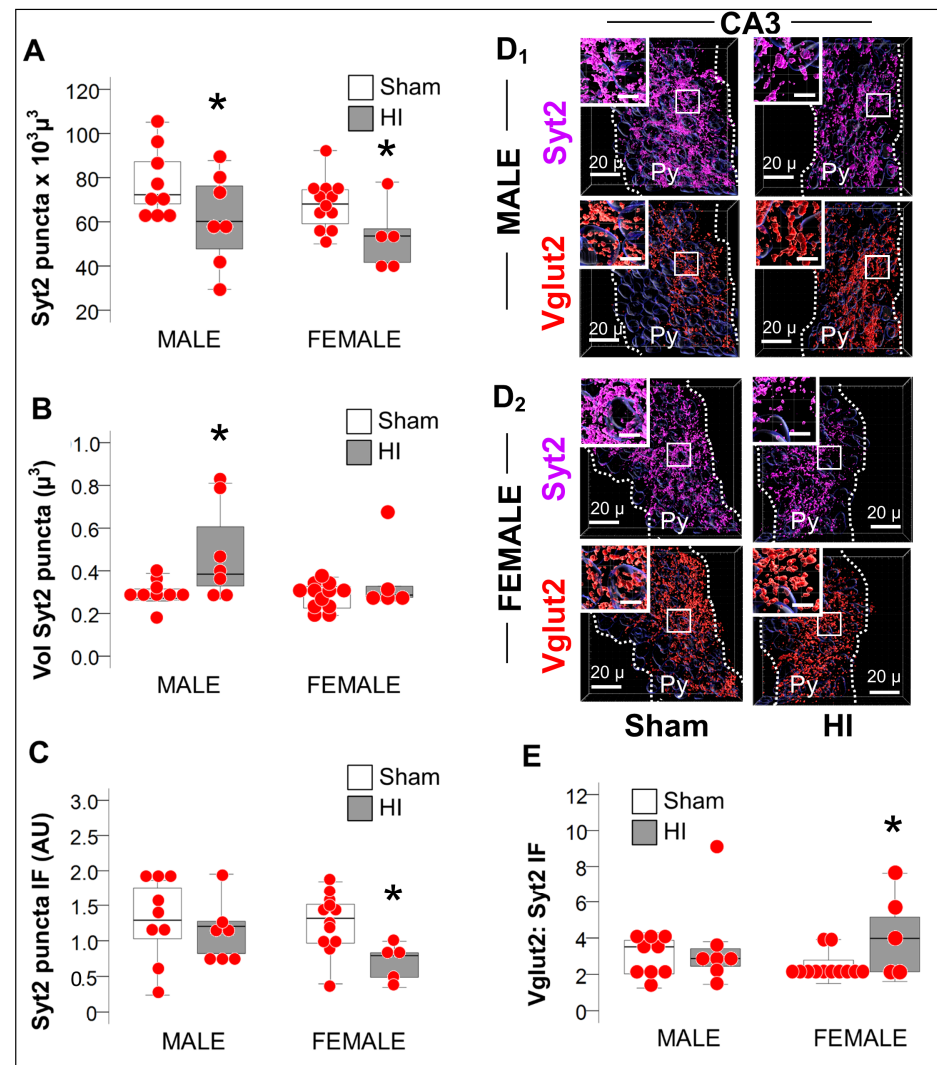 A
Syt2 puncta x 10³µ³
120
100
80
60
40
20
Sham
HI
*
*
MALE
FEMALE
B
Vol Syt2 puncta (µ³)
1.0
0.8
0.6
0.4
0.2
0.0
Sham
HI
*
MALE
FEMALE
C
Syt2 puncta IF (AU)
3.0
2.5
2.0
1.5
1.0
0.5
0
Sham
HI
*
MALE
FEMALE
CA3
D1
MALE
Syt2
20 µ
Py
20 µ
Py
Vglut2
20 µ
Py
20 µ
Py
D2
FEMALE
Syt2
20 µ
Py
Py
20 µ
Vglut2
20 µ
Py
Py
20 µ
Sham
HI
E
Vglut2: Syt2 IF
12
10
8
6
4
2
0
Sham
HI
*
MALE
FEMALE